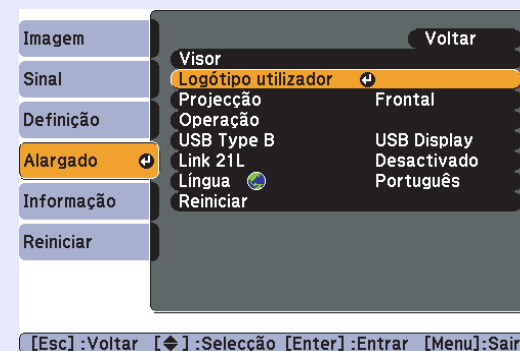 Imagem
Sinal
Definição
Alargado
Informação
Reiniciar
Voltar
Visor
Logótipo utilizador
Projecção Frontal
Operação
USB Type B USB Display
Link 21L Desactivado
Língua Português
Reiniciar
[Esc] :Voltar [◆] :Selecção [Enter] :Entrar [Menu]:Sair